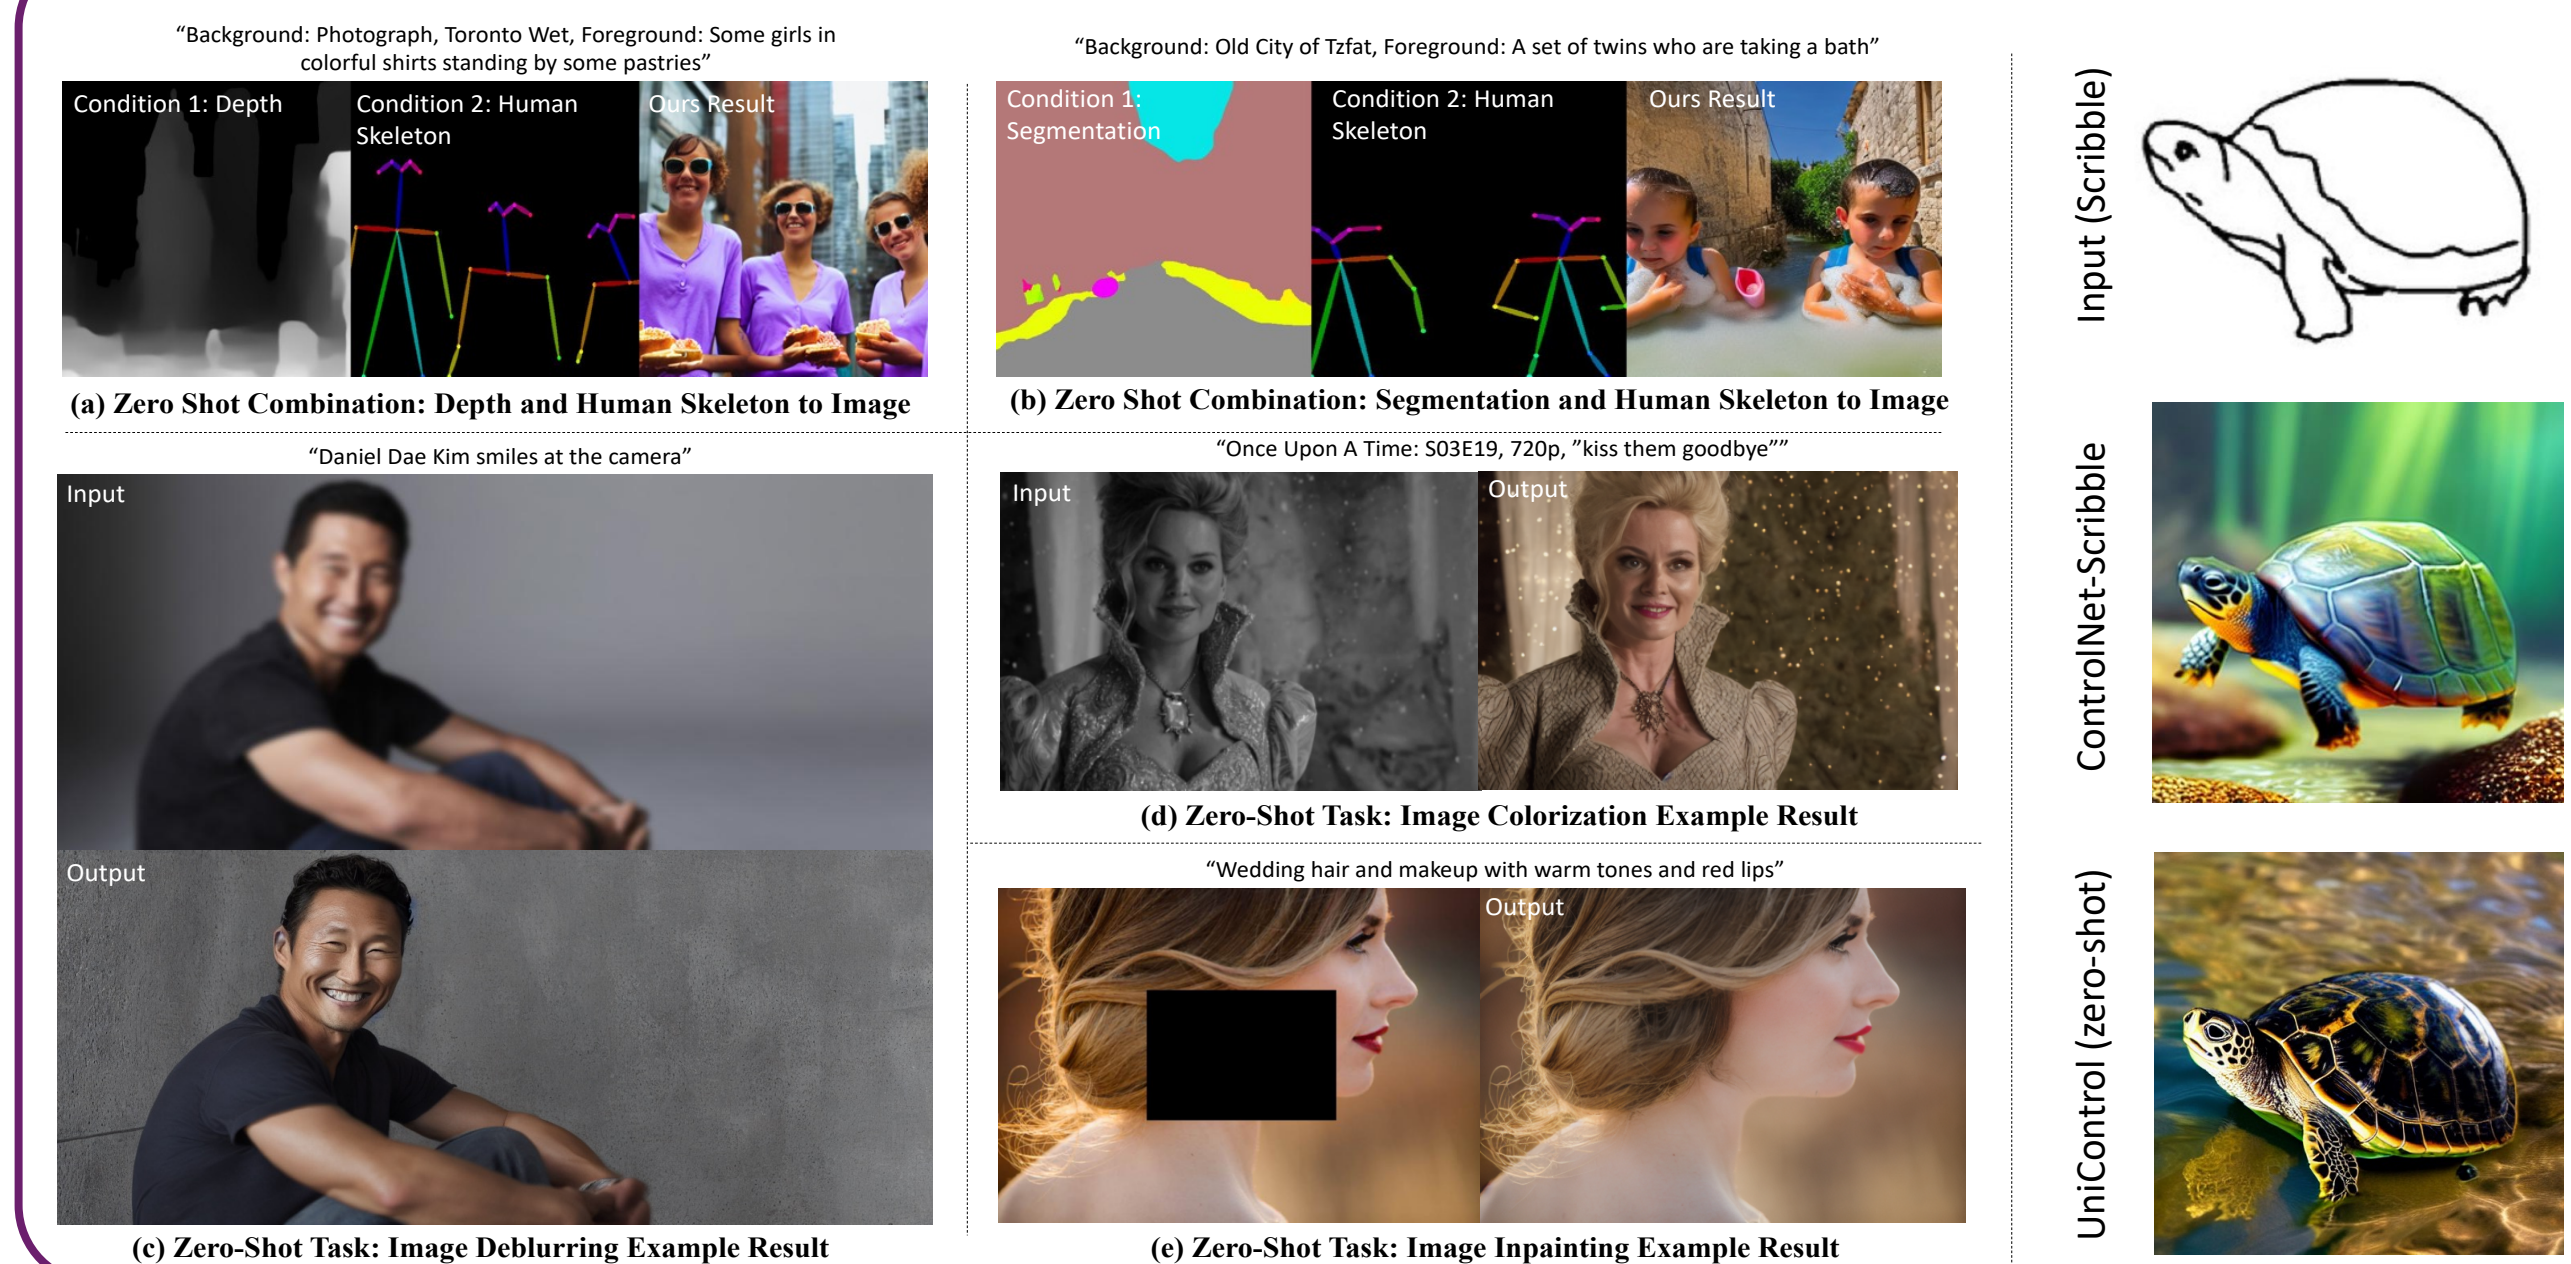 “Background: Photograph, Toronto Wet, Foreground: Some girls in
colorful shirts standing by some pastries”
Condition 1: Depth
Condition 2: Human
Skeleton
Ours Result
(a) Zero Shot Combination: Depth and Human Skeleton to Image
“Background: Old City of Tzfat, Foreground: A set of twins who are taking a bath”
Condition 1:
Segmentation
Condition 2: Human
Skeleton
Ours Result
(b) Zero Shot Combination: Segmentation and Human Skeleton to Image
“Daniel Dae Kim smiles at the camera”
Input
Output
(c) Zero-Shot Task: Image Deblurring Example Result
“Once Upon A Time: S03E19, 720p, ”kiss them goodbye””
Input
Output
(d) Zero-Shot Task: Image Colorization Example Result
“Wedding hair and makeup with warm tones and red lips”
Output
(e) Zero-Shot Task: Image Inpainting Example Result
Input (Scribble)
ControlNet-Scribble
UniControl (zero-shot)